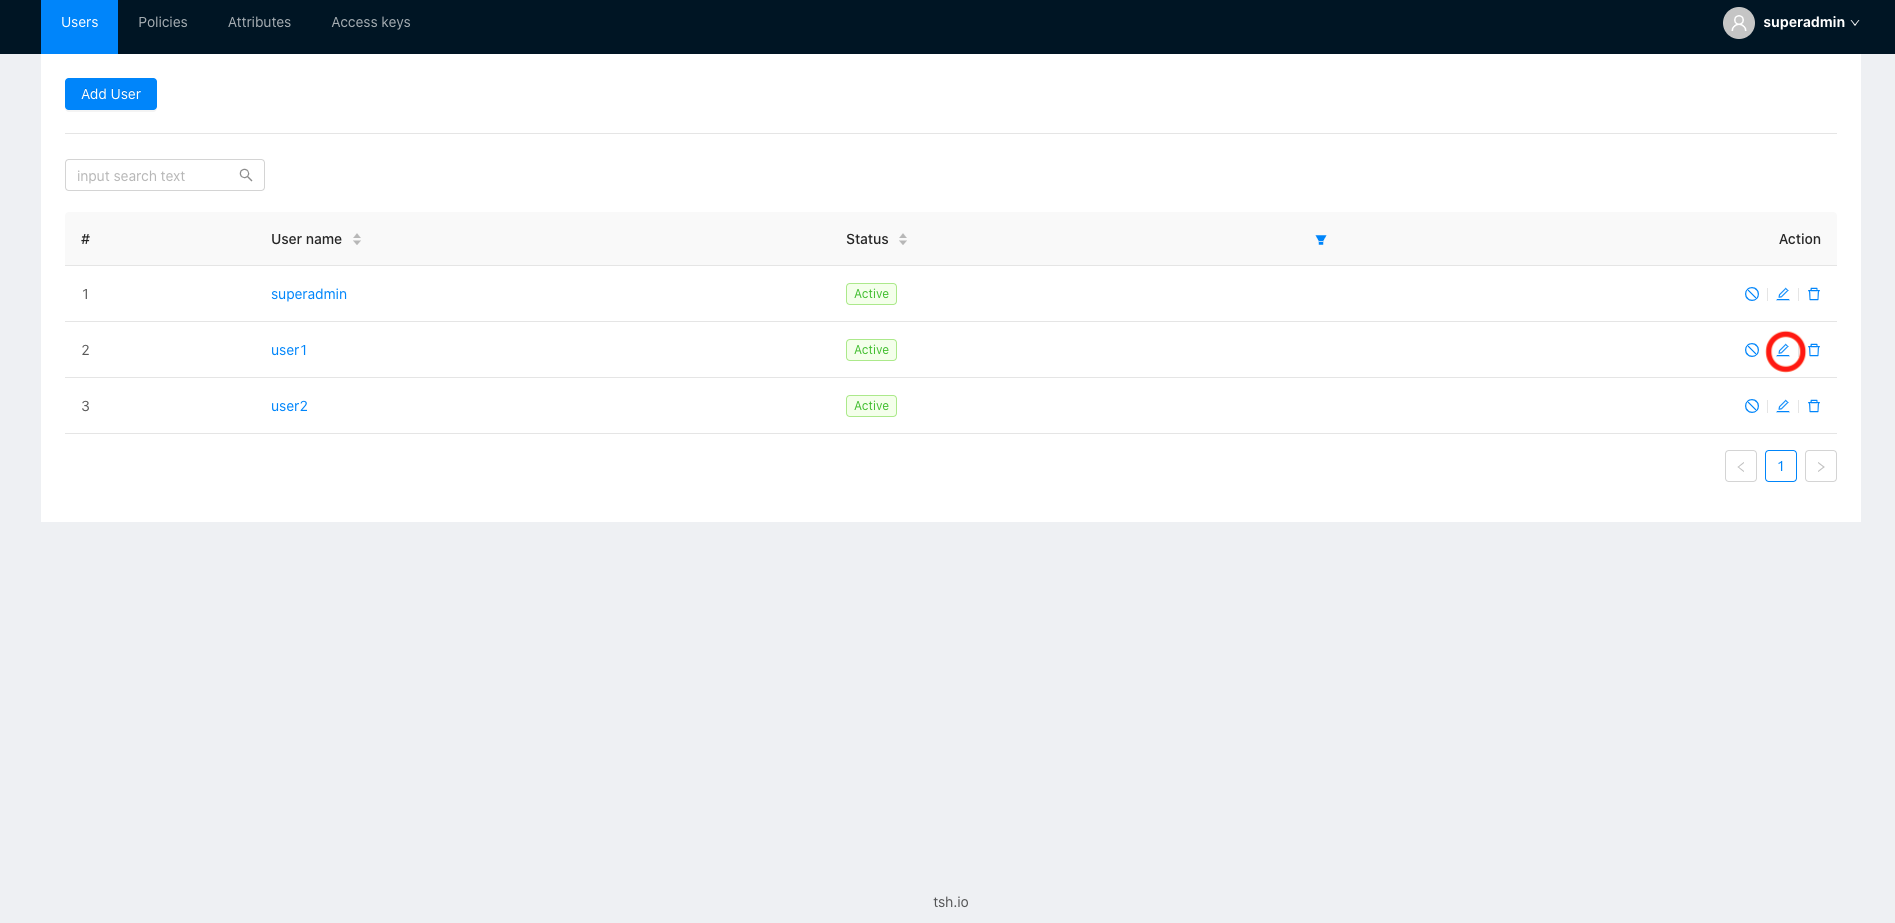 Users Policies Attributes Access keys superadmin
Add User
input search text
# User name Status Action
1 superadmin Active
2 user1 Active
3 user2 Active
< 1 >
tsh.io